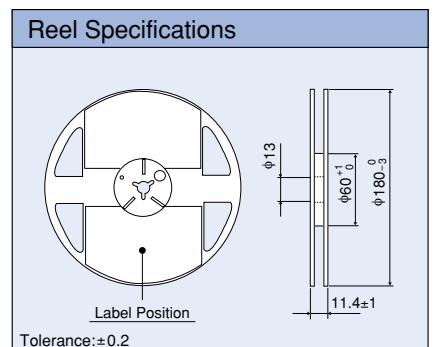 Reel Specifications
φ13
φ60 +1 0
φ180 0 -3
11.4±1
Label Position
Tolerance:±0.2